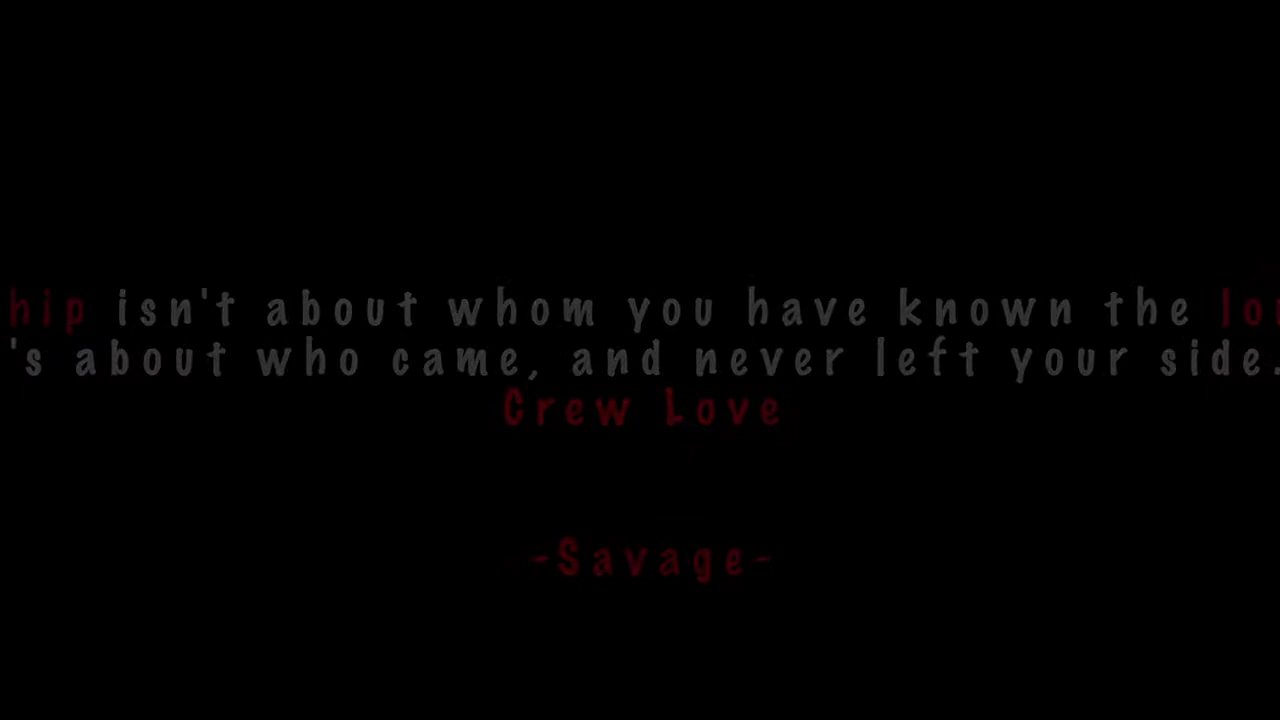 hip isn't about whom you have known the lo
's about who came, and never left your side.
Crew Love
-Savage-